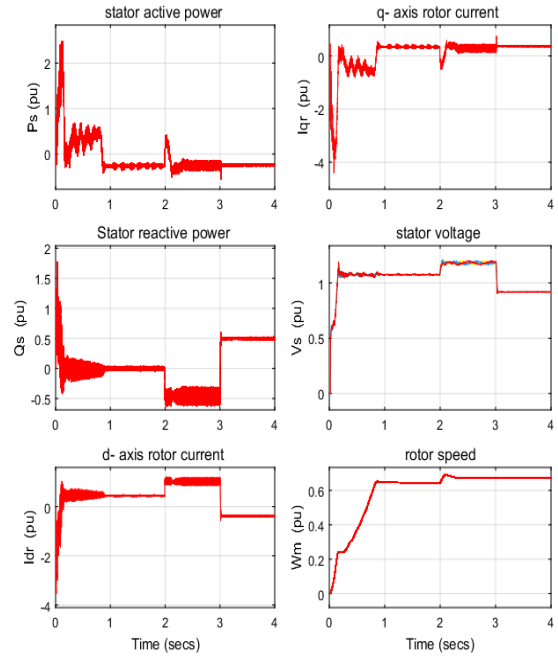 stator active power
Ps (pu)
2
1
0
0 1 2 3 4
q- axis rotor current
Iqr (pu)
0
-2
-4
0 1 2 3 4
Stator reactive power
Qs (pu)
2
1.5
1
0.5
0
-0.5
0 1 2 3 4
stator voltage
Vs (pu)
1
0.5
0
0 1 2 3 4
d- axis rotor current
Idr (pu)
0
-2
-4
0 1 2 3 4
Time (secs)
rotor speed
Wm (pu)
0.6
0.4
0.2
0
0 1 2 3 4
Time (secs)